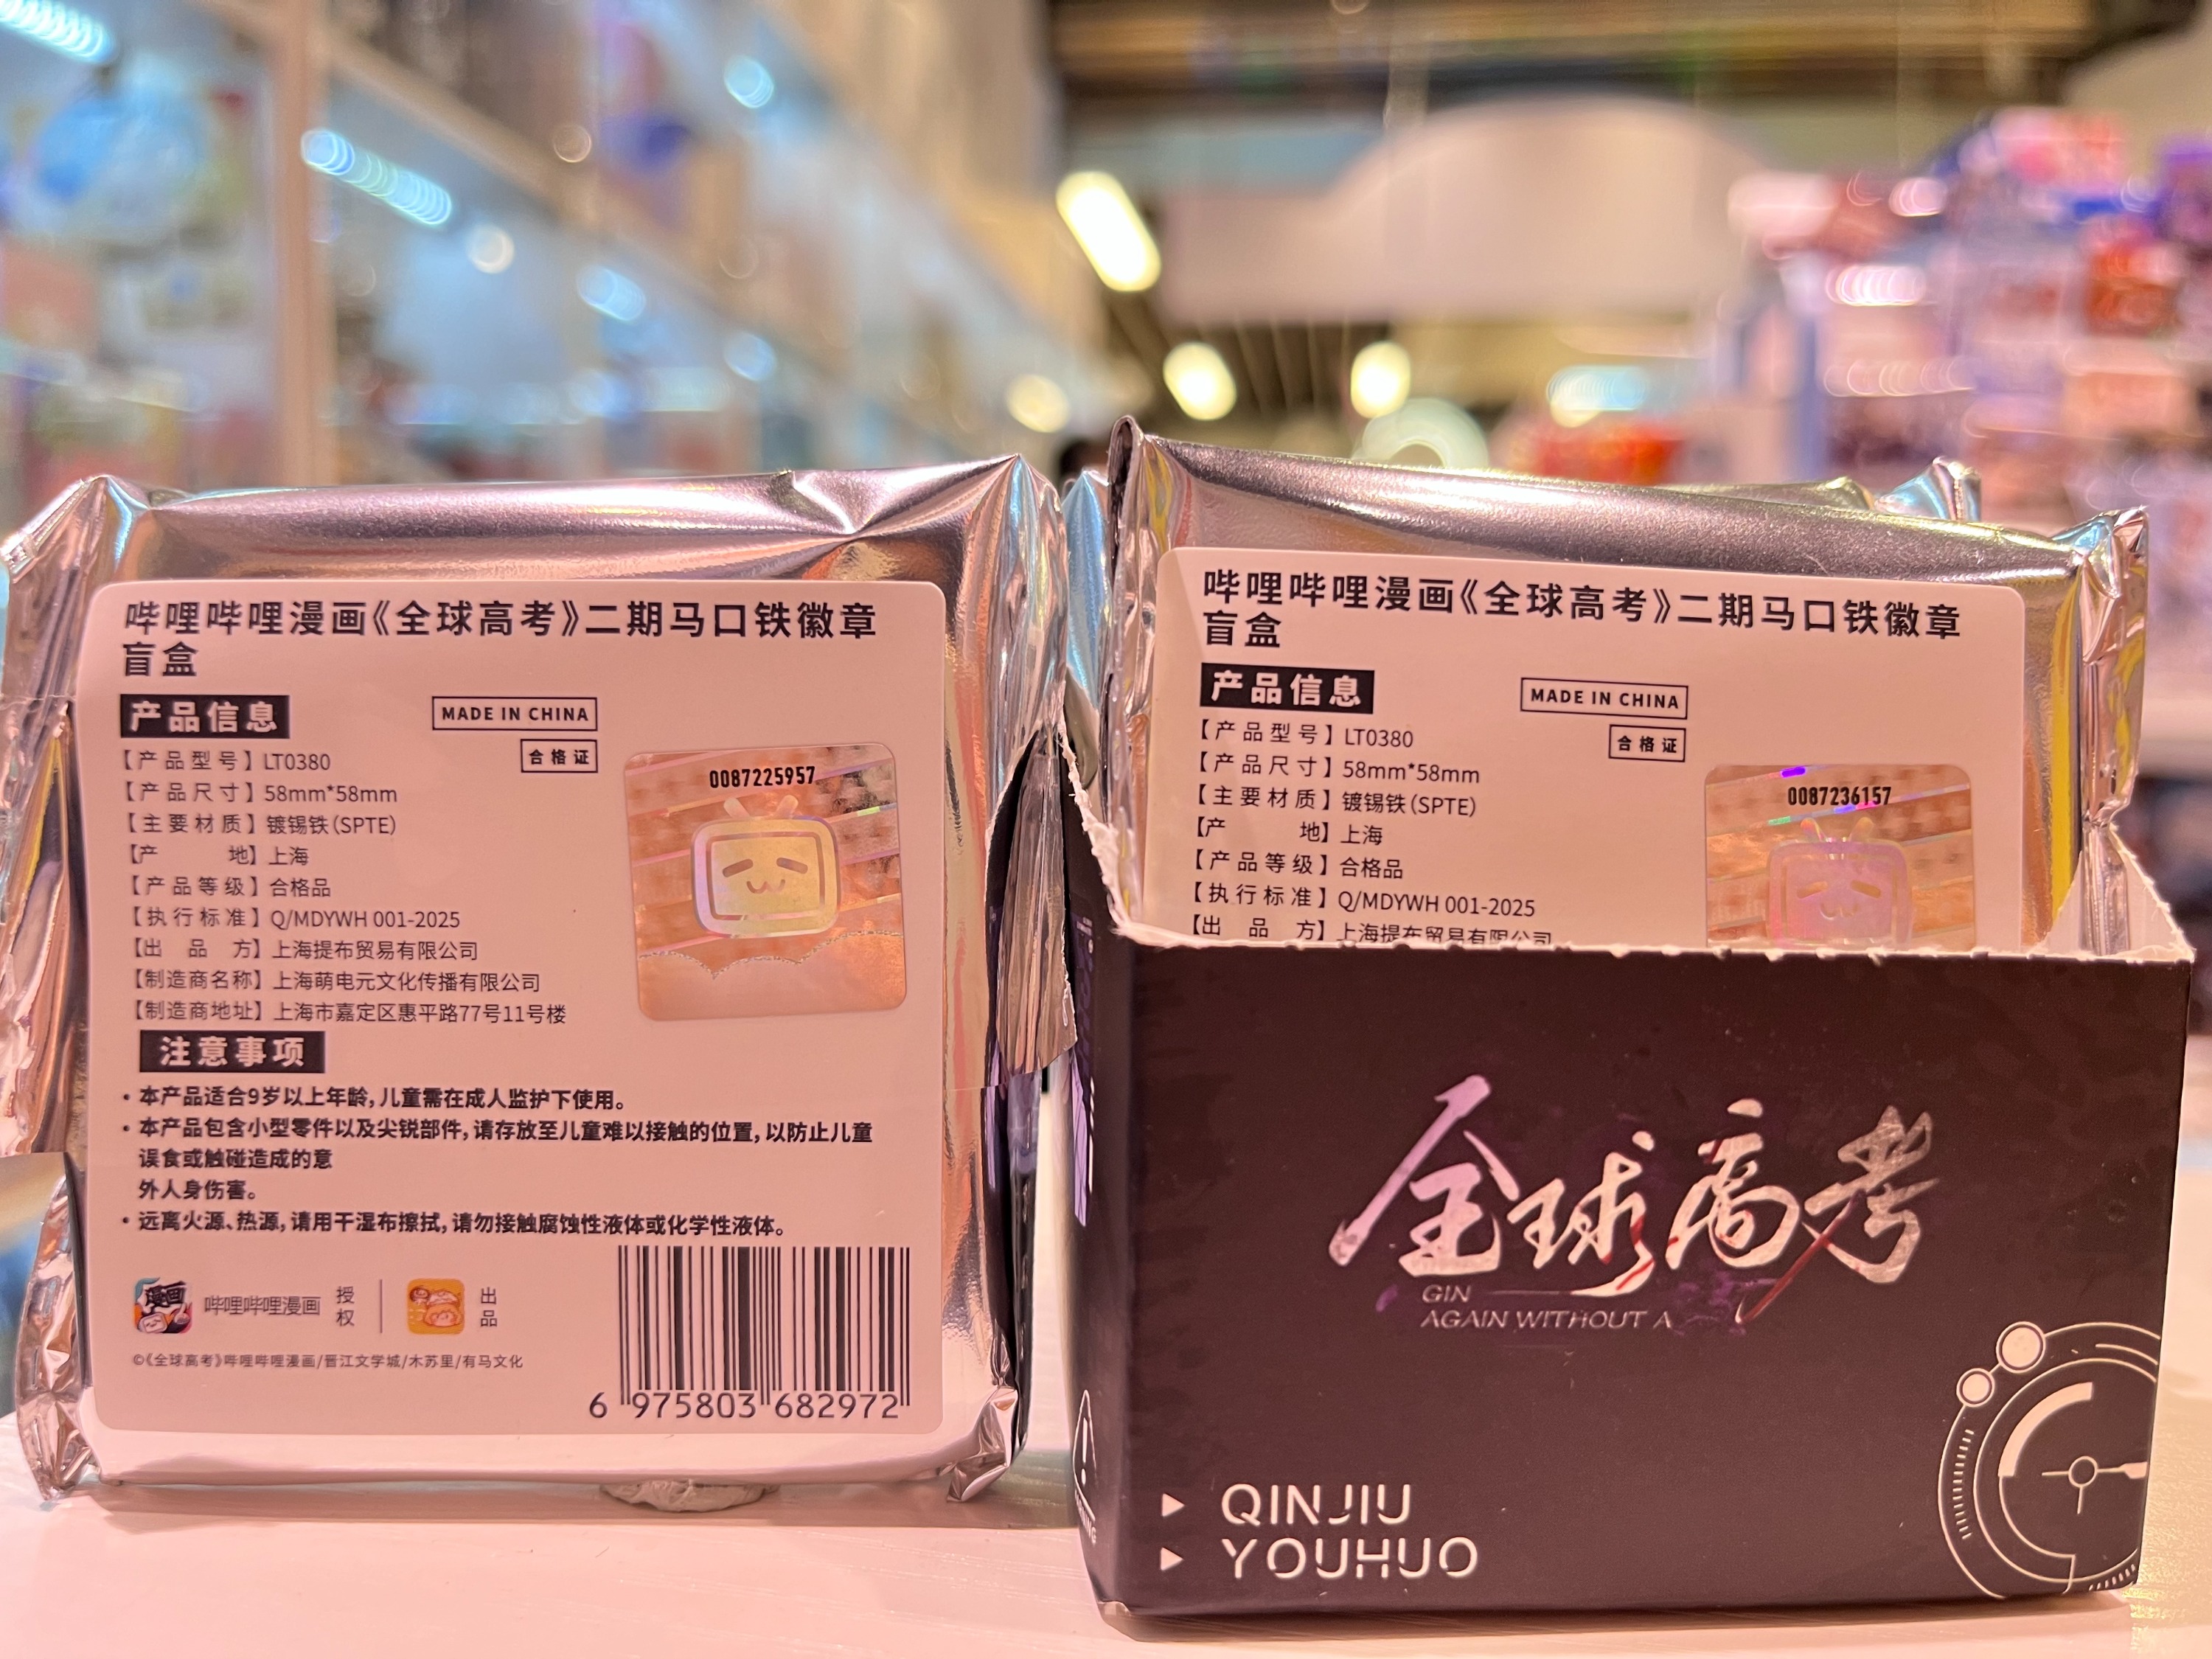 哔哩哔哩漫画《全球高考》二期马口铁徽章
盲盒
产品信息
MADE IN CHINA
合格证
【产品型号】LT0380
【产品尺寸】58mm*58mm
【主要材质】镀锡铁(SPTE)
【产 地】上海
【产品等级】合格品
【执行标准】Q/MDYWH 001-2025
【出 品 方】上海提布贸易有限公司
【制造商名称】上海萌电元文化传播有限公司
【制造商地址】上海市嘉定区惠平路77号11号楼
0087225957
注意事项
• 本产品适合9岁以上年龄,儿童需在成人监护下使用。
• 本产品包含小型零件以及尖锐部件,请存放至儿童难以接触的位置,以防止儿童
误食或触碰造成的意
外人身伤害。
• 远离火源、热源,请用干湿布擦拭,请勿接触腐蚀性液体或化学性液体。
漫画
哔哩哔哩漫画
授权
出品
©《全球高考》哔哩哔哩漫画/晋江文学城/木苏里/有马文化
6 975803 682972
哔哩哔哩漫画《全球高考》二期马口铁徽章
盲盒
产品信息
MADE IN CHINA
合格证
【产品型号】LT0380
【产品尺寸】58mm*58mm
【主要材质】镀锡铁(SPTE)
【产 地】上海
【产品等级】合格品
【执行标准】Q/MDYWH 001-2025
【出 品 方】上海提布贸易有限公司
0087236157
全球高考
GIN
AGAIN WITHOUT A
QINJIU
YOUHUO